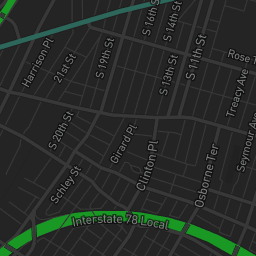 S 16th St
S 14th St
Harrison Pl
21st St
S 19th St
S 11th St
Rose T
S 13th St
Treacy Ave
S 20th St
Girard Pl
Seymour Ave
Clinton Pl
Schley St
Osborne Ter
Interstate 78 Local